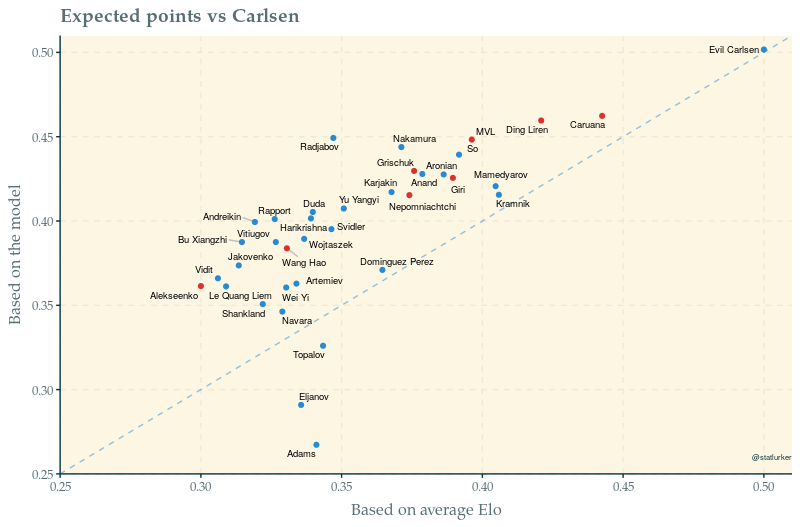 Expected points vs Carlsen
Based on the model
0.50
0.45
0.40
0.35
0.30
0.25
Evil Carlsen
Caruana
Ding Liren
MVL
So
Nakamura
Radjabov
Grischuk
Aronian
Anand
Giri
Mamedyarov
Kramnik
Karjakin
Nepomniachtchi
Yu Yangyi
Duda
Rapport
Andreikin
Harikrishna
Svidler
Vitiugov
Bu Xiangzhi
Wojtaszek
Wang Hao
Jakovenko
Dominguez Perez
Vidit
Artemiev
Alekseenko
Le Quang Liem
Wei Yi
Shankland
Navara
Topalov
Eljanov
Adams
@statlurker
0.25
0.30
0.35
0.40
0.45
0.50
Based on average Elo